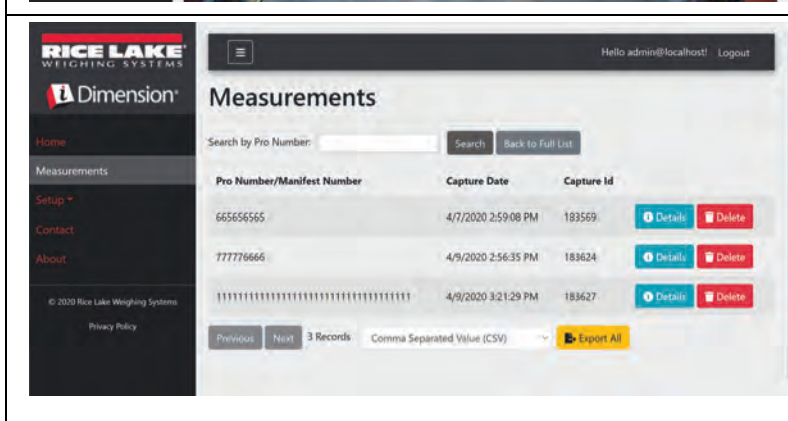 RICE LAKE
WEIGHING SYSTEMS
iDimension®
Home
Measurements
Setup
Contact
About
© 2020 Rice Lake Weighing Systems
Privacy Policy
Hello admin@localhost! Logout
Measurements
Search by Pro Number: Search Back to Full List
Pro Number/Manifest Number Capture Date Capture Id
665656565 4/7/2020 2:59:08 PM 183569 Details Delete
777776666 4/9/2020 2:56:35 PM 183624 Details Delete
4/9/2020 3:21:29 PM 183627 Details Delete
Previous Next 3 Records Comma Separated Value (CSV) Export All